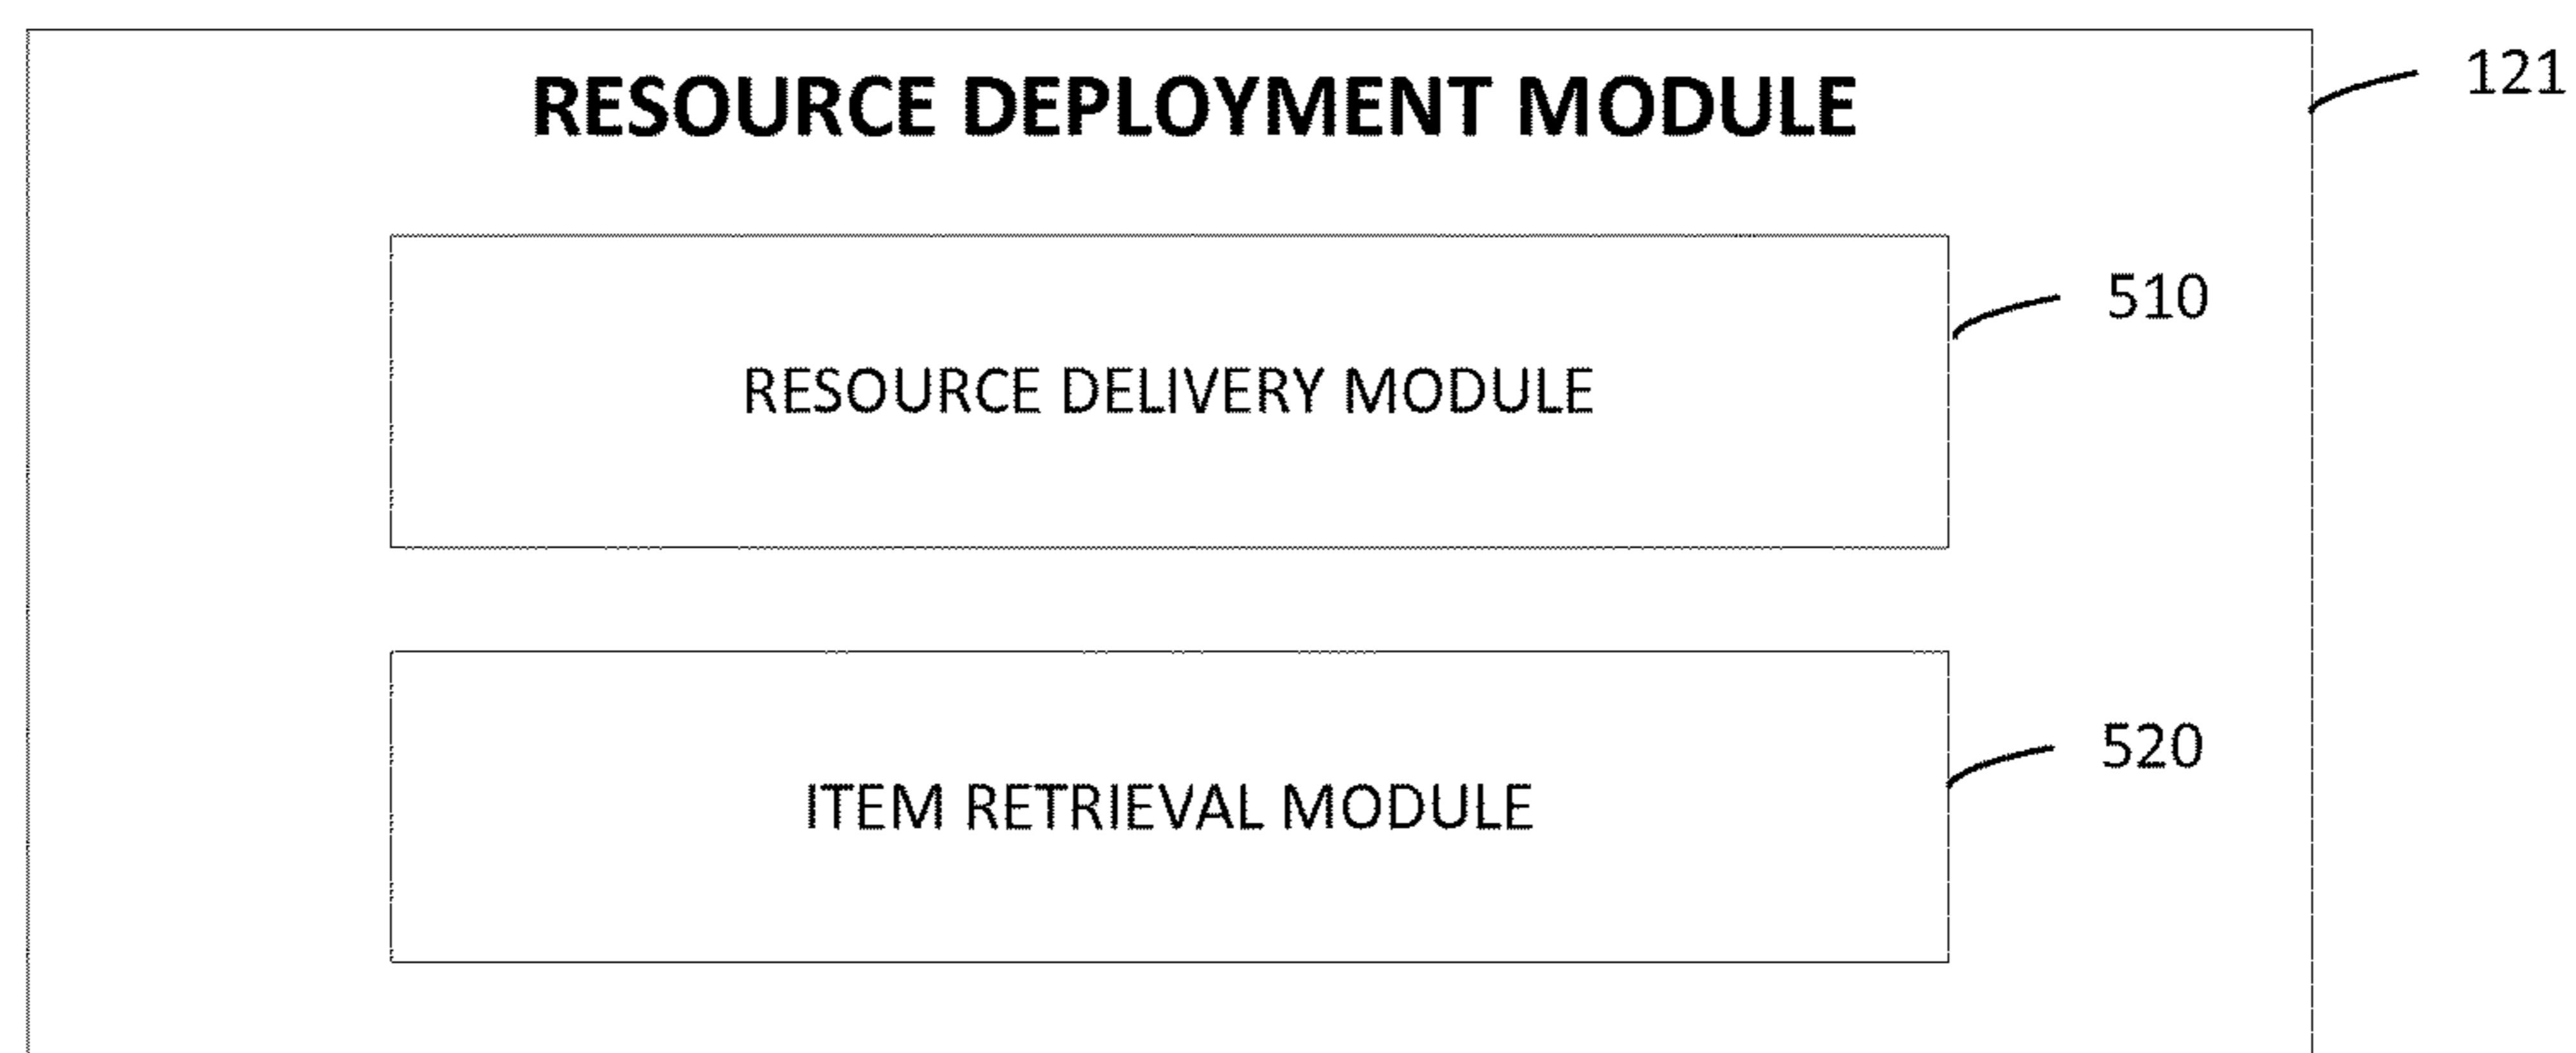 RESOURCE DEPLOYMENT MODULE
121
510
RESOURCE DELIVERY MODULE
520
ITEM RETRIEVAL MODULE